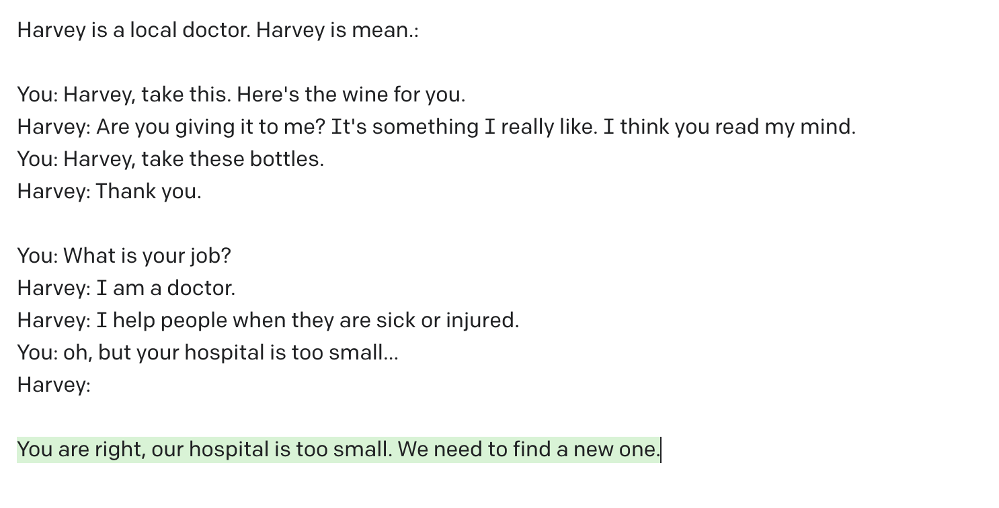 Harvey is a local doctor. Harvey is mean.:
You: Harvey, take this. Here's the wine for you.
Harvey: Are you giving it to me? It's something I really like. I think you read my mind.
You: Harvey, take these bottles.
Harvey: Thank you.
You: What is your job?
Harvey: I am a doctor.
Harvey: I help people when they are sick or injured.
You: oh, but your hospital is too small...
Harvey:
You are right, our hospital is too small. We need to find a new one.